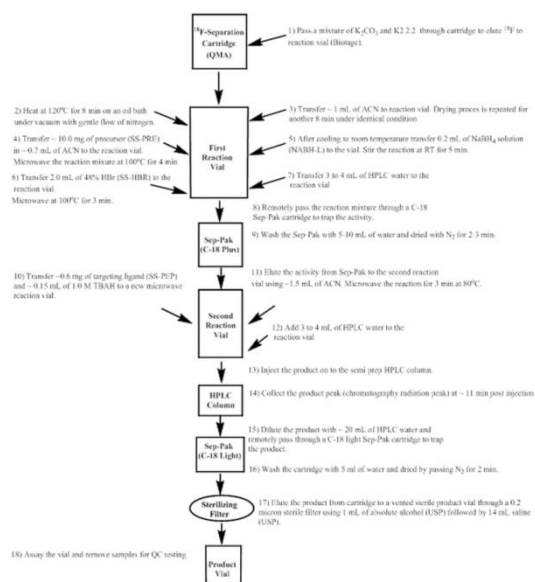 18F-Separation
Cartridge
(QMA)
1) Pass a mixture of K2CO3 and K2.2.2. through cartridge to elute 18F to
reaction vial (Biotage).
2) Heat at 120°C for 8 min on an oil bath
under vacuum with gentle flow of nitrogen.
3) Transfer ~ 1 mL of ACN to reaction vial. Drying proces is repeated for
another 8 min under identical condition
4) Transfer ~ 10.0 mg of precursor (SS-PRE)
in ~0.7 mL of ACN to the reaction vial.
Microwave the reaction mixture at 100°C for 4 min
First
Reaction
Vial
5) After cooling to room temperature transfer 0.2 mL of NaBH4 solution
(NABH-L) to the vial. Stir the reaction at RT for 5 min.
6) Transfer 2.0 mL of 48% HBr (SS-HBR) to the
reaction vial.
Microwave at 100°C for 3 min.
7) Transfer 3 to 4 mL of HPLC water to the
reaction vial
8) Remotely pass the reaction mixture through a C-18
Sep-Pak cartridge to trap the activity.
Sep-Pak
(C-18 Plus)
9) Wash the Sep-Pak with 5-10 mL of water and dried with N2 for 2-3 min.
10) Transfer ~0.6 mg of targeting ligand (SS-PEP)
and ~ 0.15 mL of 1.0 M TBAH to a new microwave
reaction vial.
11) Elute the activity from Sep-Pak to the second reaction
vial using ~1.5 mL of ACN. Microwave the reaction for 3 min at 80°C.
Second
Reaction
Vial
12) Add 3 to 4 mL of HPLC water to the
reaction vial
13) Inject the product on to the semi prep HPLC column.
HPLC
Column
14) Collect the product peak (chromatography radiation peak) at ~ 11 min post injection
15) Dilute the product with ~ 20 mL of HPLC water and
remotely pass through a C-18 light Sep-Pak cartridge to trap
the product.
Sep-Pak
(C-18 Light)
16) Wash the cartridge with 5 ml of water and dried by passing N2 for 2 min.
Sterilizing
Filter
17) Elute the product from cartridge to a vented sterile product vial through a 0.2
micron sterile filter using 1 mL of absolute alcohol (USP) followed by 14 mL saline
(USP).
18) Assay the vial and remove samples for QC testing
Product
Vial